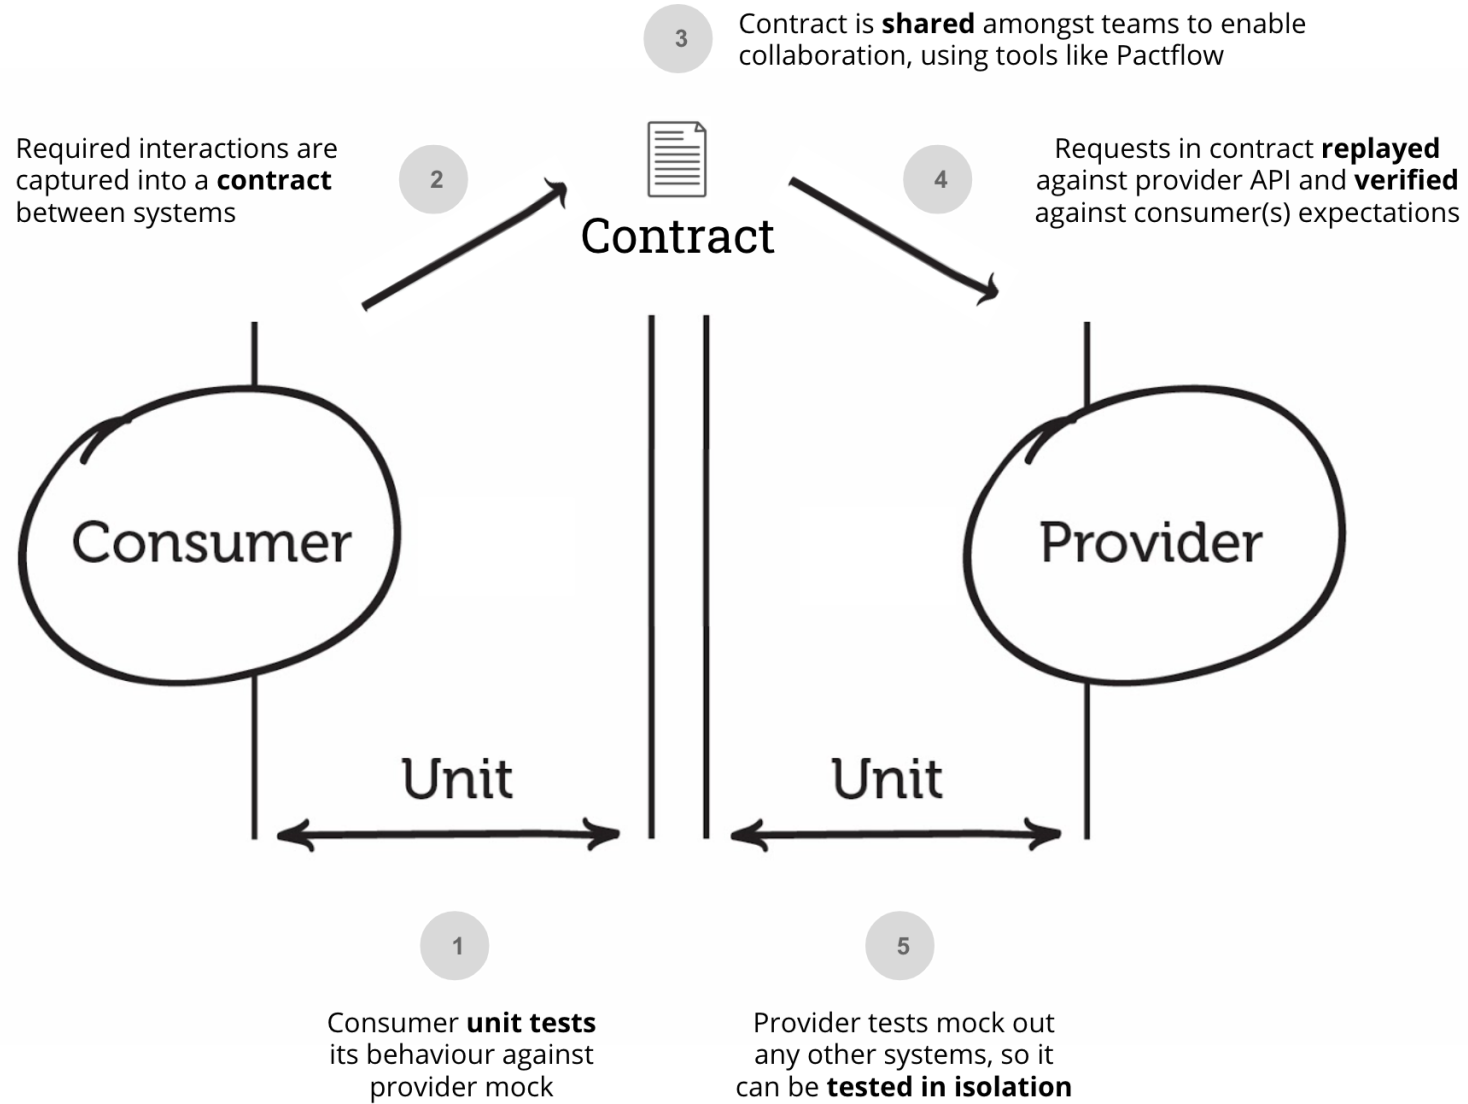 3
Contract is shared amongst teams to enable
collaboration, using tools like Pactflow
Required interactions are
captured into a contract
between systems
2
Contract
4
Requests in contract replayed
against provider API and verified
against consumer(s) expectations
Consumer
Provider
Unit
Unit
1
Consumer unit tests
its behaviour against
provider mock
5
Provider tests mock out
any other systems, so it
can be tested in isolation